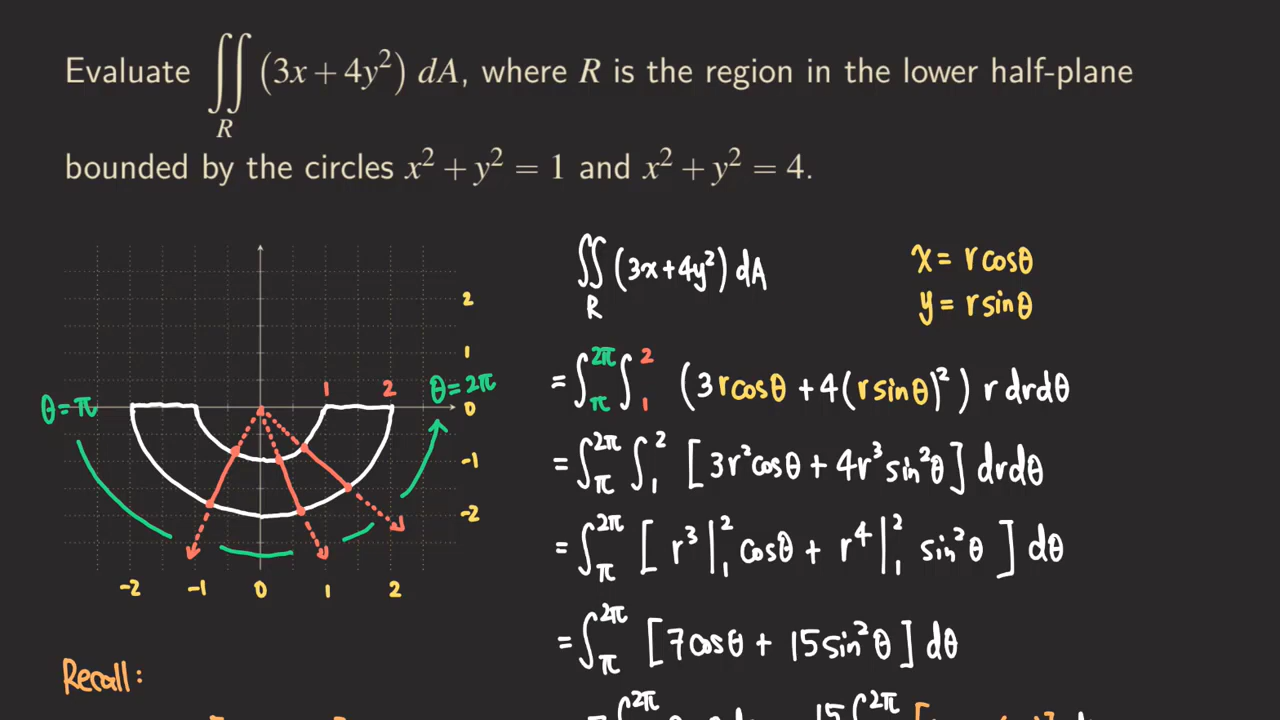 Evaluate ∬_R (3x + 4y²) dA, where R is the region in the lower half-plane
bounded by the circles x² + y² = 1 and x² + y² = 4.
∬_R (3x+4y²) dA
x = r cosθ
y = r sinθ
= ∫_π^{2π} ∫_1^2 (3 r cosθ + 4(r sinθ)²) r dr dθ
= ∫_π^{2π} ∫_1^2 [3r² cosθ + 4r³ sin²θ] dr dθ
= ∫_π^{2π} [r³|_1^2 cosθ + r⁴|_1^2 sin²θ] dθ
= ∫_π^{2π} [7cosθ + 15 sin²θ] dθ
2
1
1 2 θ=2π
θ=π 0
-1
-2
-2 -1 0 1 2
Recall: